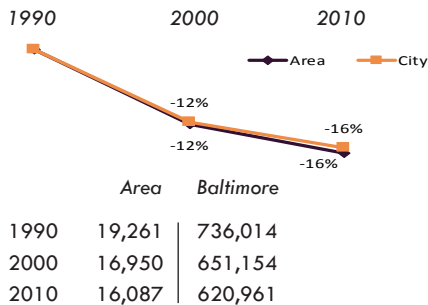 1990 2000 2010
Area City
-12%
-12%
-16%
-16%
Area Baltimore
1990 19,261 736,014
2000 16,950 651,154
2010 16,087 620,961